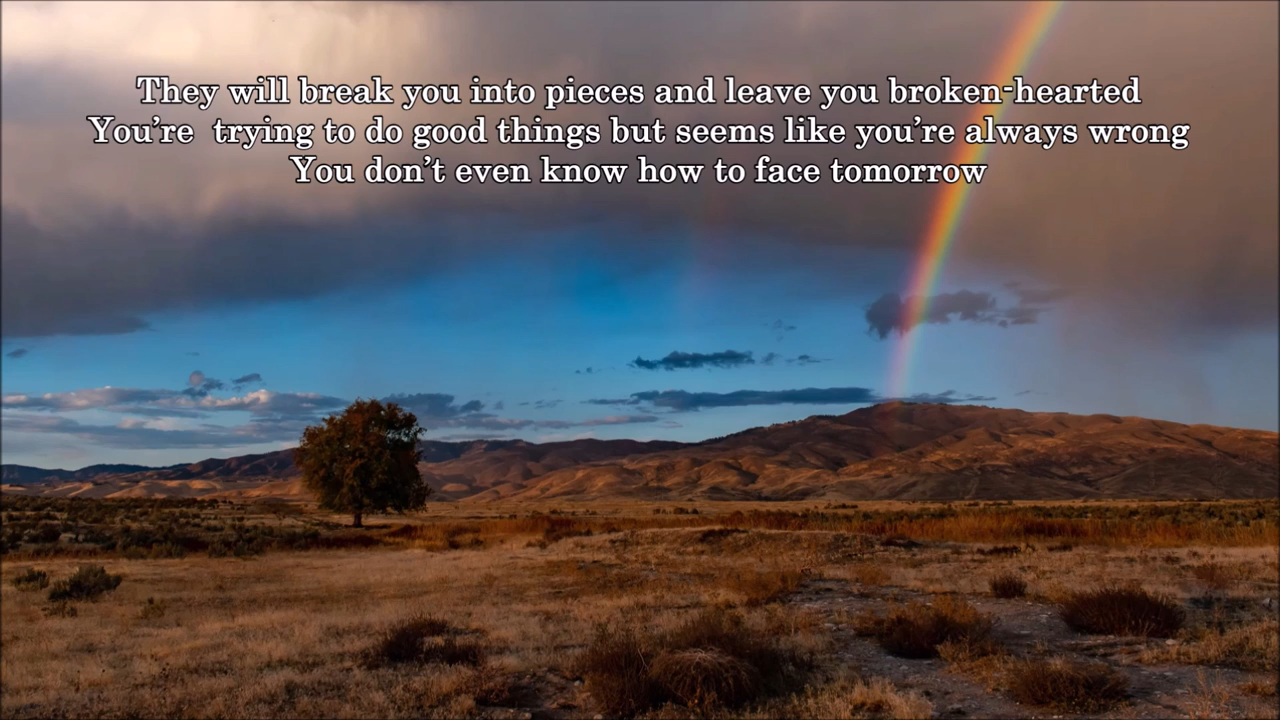 They will break you into pieces and leave you broken-hearted
You're  trying to do good things but seems like you're always wrong
You don't even know how to face tomorrow